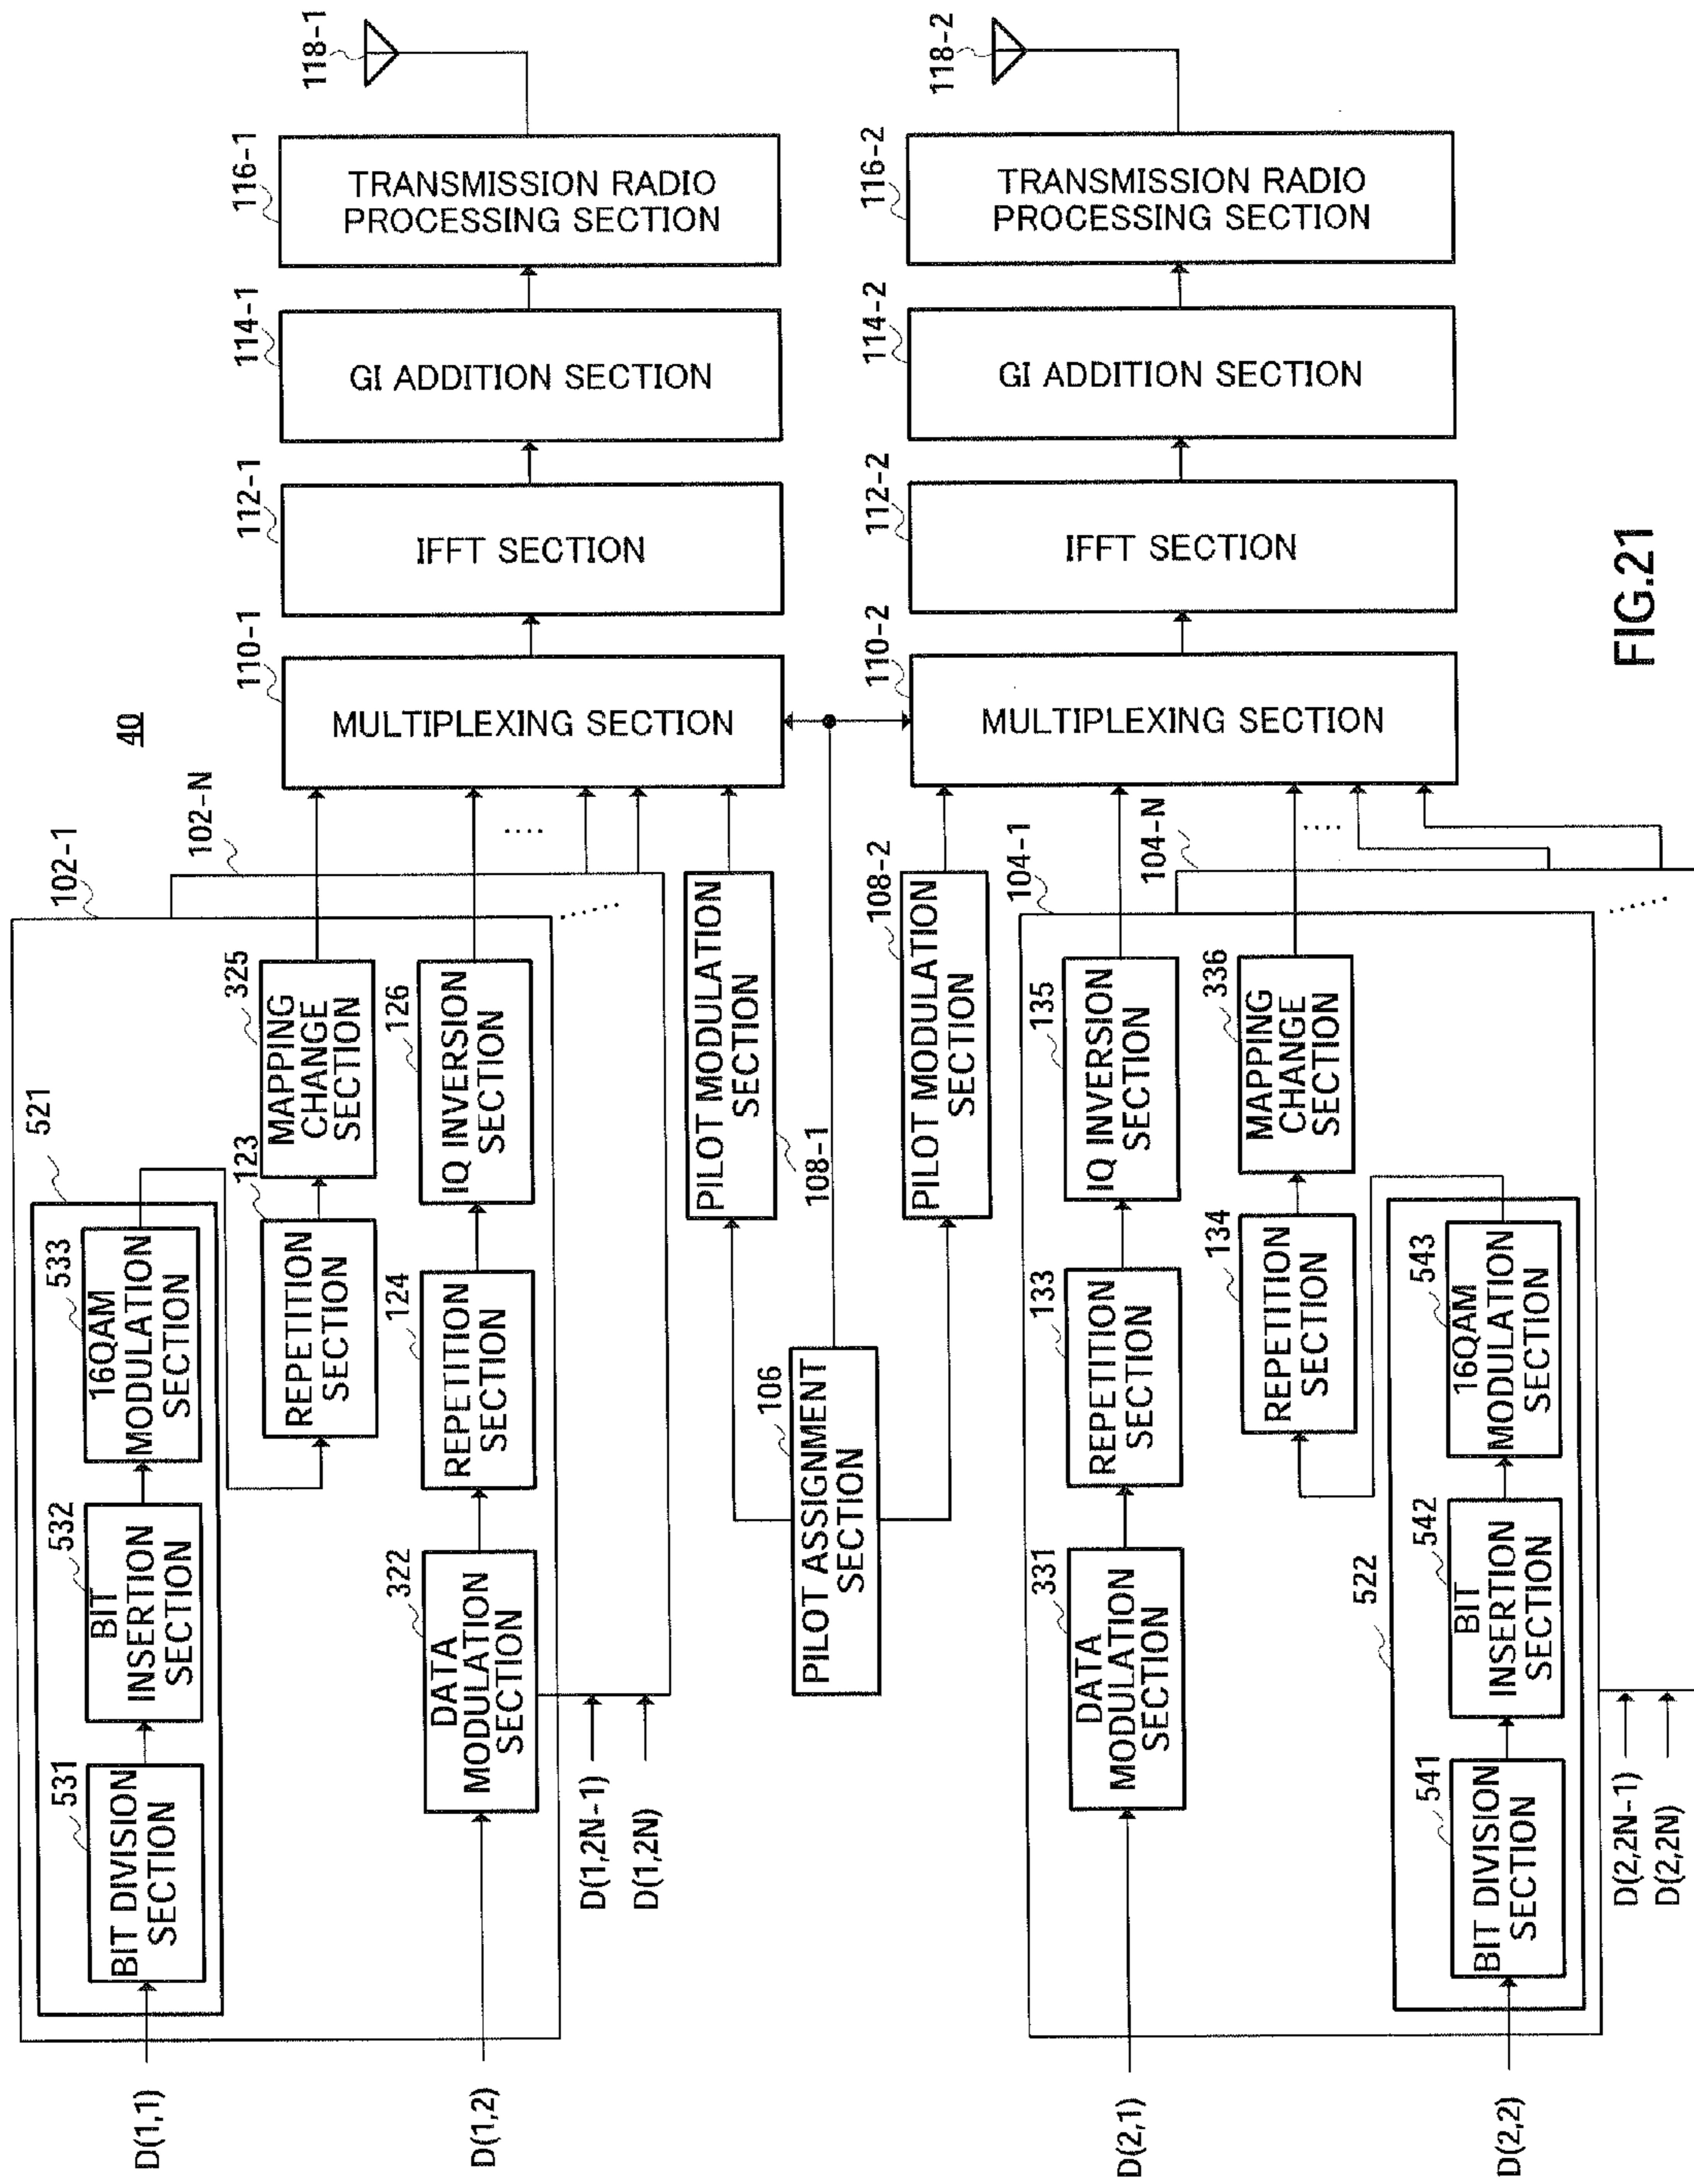 40
102-1
102-N
521
531
BIT DIVISION
SECTION
532
BIT
INSERTION
SECTION
533
16QAM
MODULATION
SECTION
123
REPETITION
SECTION
325
MAPPING
CHANGE
SECTION
D(1,1)
322
DATA
MODULATION
SECTION
124
REPETITION
SECTION
126
IQ INVERSION
SECTION
D(1,2)
D(1,2N-1)
D(1,2N)
PILOT MODULATION
SECTION
108-1
106
PILOT ASSIGNMENT
SECTION
108-2
PILOT MODULATION
SECTION
110-1
MULTIPLEXING SECTION
112-1
IFFT SECTION
114-1
GI ADDITION SECTION
116-1
TRANSMISSION RADIO
PROCESSING SECTION
118-1
104-1
104-N
331
DATA
MODULATION
SECTION
133
REPETITION
SECTION
135
IQ INVERSION
SECTION
D(2,1)
134
REPETITION
SECTION
336
MAPPING
CHANGE
SECTION
522
541
BIT DIVISION
SECTION
542
BIT
INSERTION
SECTION
543
16QAM
MODULATION
SECTION
D(2,2)
D(2,2N-1)
D(2,2N)
110-2
MULTIPLEXING SECTION
112-2
IFFT SECTION
114-2
GI ADDITION SECTION
116-2
TRANSMISSION RADIO
PROCESSING SECTION
118-2
FIG.21